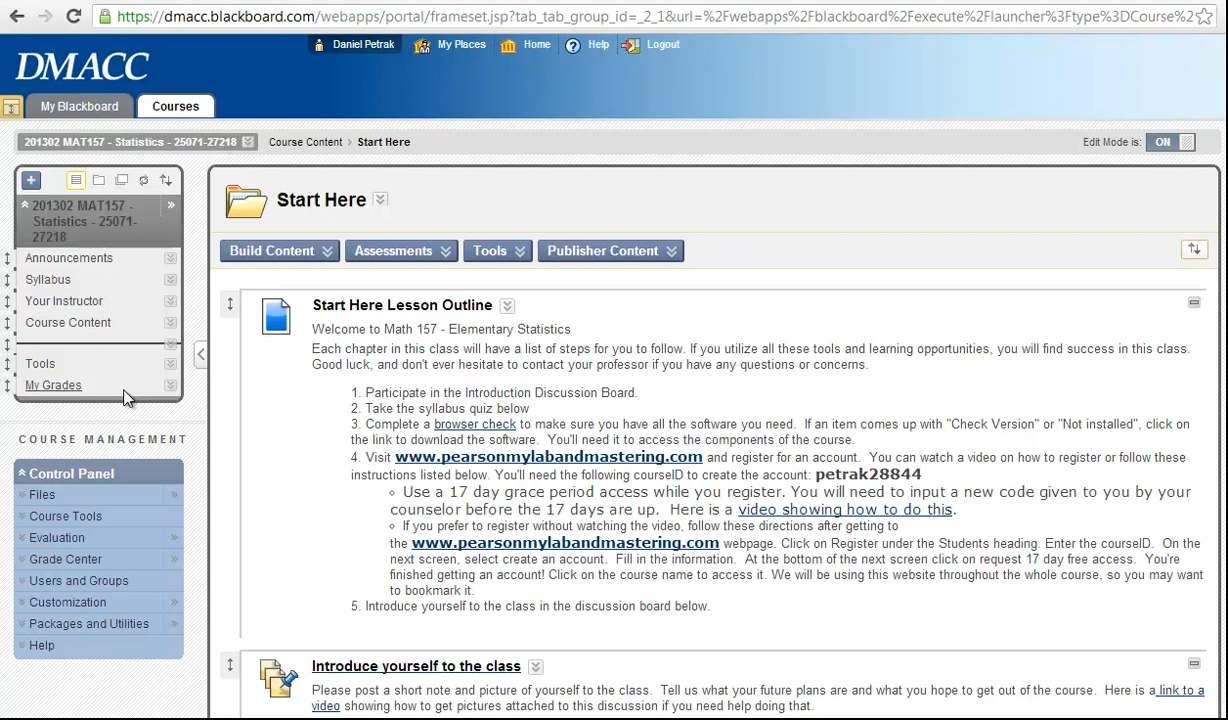 https://dmacc.blackboard.com/webapps/portal/frameset.jsp?tab_tab_group_id=_2_1&url=%2Fwebapps%2Fblackboard%2Fexecute%2Flauncher%3Ftype%3DCourse%2
Daniel Petrak My Places Home ? Help Logout
DMACC
My Blackboard Courses
201302 MAT157 - Statistics - 25071-27218 Course Content > Start Here Edit Mode is: ON
201302 MAT157 -
Statistics - 25071-
27218
Announcements
Syllabus
Your Instructor
Course Content
Tools
My Grades
COURSE MANAGEMENT
Control Panel
Files
Course Tools
Evaluation
Grade Center
Users and Groups
Customization
Packages and Utilities
Help
Start Here
Build Content Assessments Tools Publisher Content
Start Here Lesson Outline
Welcome to Math 157 - Elementary Statistics
Each chapter in this class will have a list of steps for you to follow. If you utilize all these tools and learning opportunities, you will find success in this class.
Good luck, and don't ever hesitate to contact your professor if you have any questions or concerns.
1. Participate in the Introduction Discussion Board.
2. Take the syllabus quiz below
3. Complete a browser check to make sure you have all the software you need. If an item comes up with "Check Version" or "Not installed", click on
the link to download the software. You'll need it to access the components of the course.
4. Visit www.pearsonmylabandmastering.com and register for an account. You can watch a video on how to register or follow these
instructions listed below. You'll need the following courseID to create the account: petrak28844
◦ Use a 17 day grace period access while you register. You will need to input a new code given to you by your
counselor before the 17 days are up. Here is a video showing how to do this.
◦ If you prefer to register without watching the video, follow these directions after getting to
the www.pearsonmylabandmastering.com webpage. Click on Register under the Students heading. Enter the courseID. On the
next screen, select create an account. Fill in the information. At the bottom of the next screen click on request 17 day free access. You're
finished getting an account! Click on the course name to access it. We will be using this website throughout the whole course, so you may want
to bookmark it.
5. Introduce yourself to the class in the discussion board below.
Introduce yourself to the class
Please post a short note and picture of yourself to the class. Tell us what your future plans are and what you hope to get out of the course. Here is a link to a
video showing how to get pictures attached to this discussion if you need help doing that.